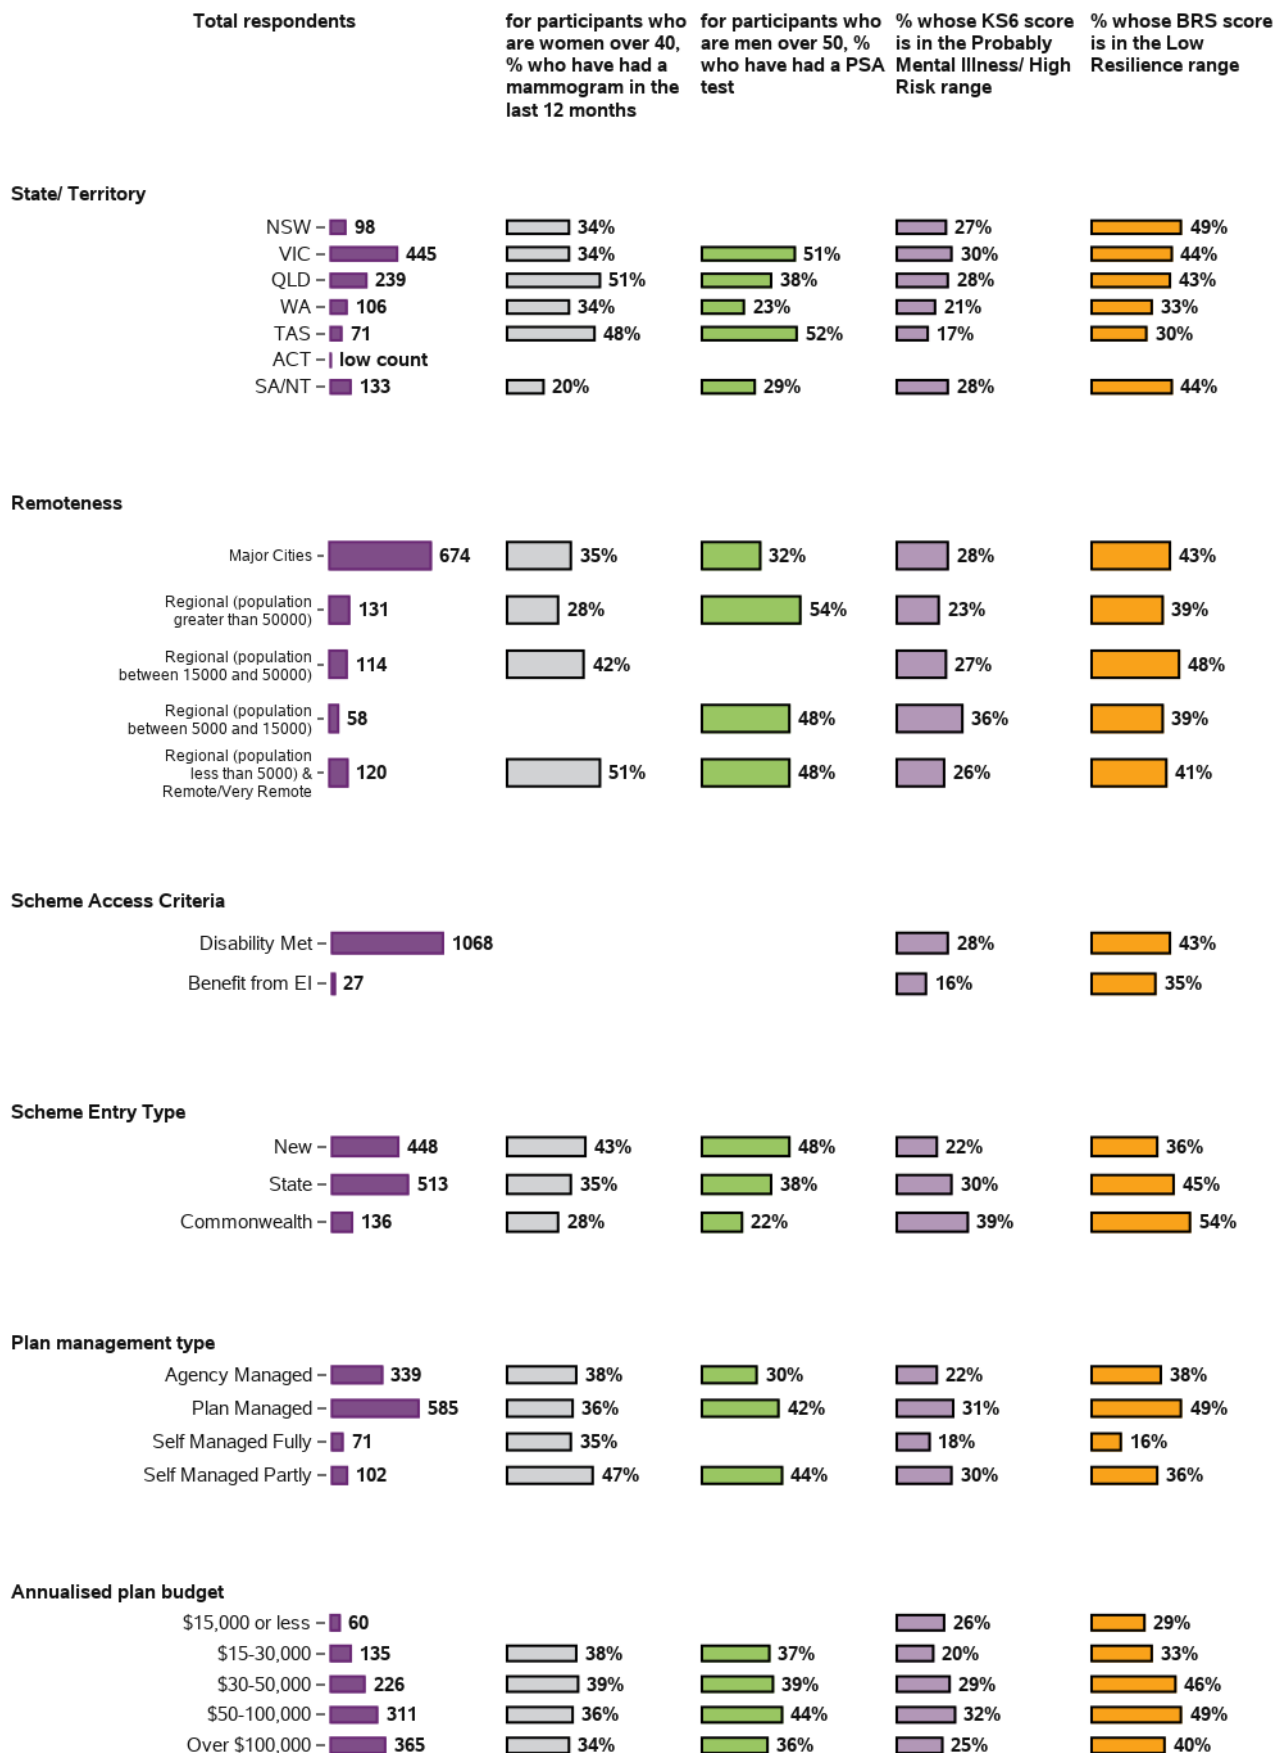 Total respondents
for participants who are women over 40, % who have had a mammogram in the last 12 months
for participants who are men over 50, % who have had a PSA test
% whose KS6 score is in the Probably Mental Illness/ High Risk range
% whose BRS score is in the Low Resilience range
State/ Territory
NSW 98 34% 27% 49%
VIC 445 34% 51% 30% 44%
QLD 239 51% 38% 28% 43%
WA 106 34% 23% 21% 33%
TAS 71 48% 52% 17% 30%
ACT low count
SA/NT 133 20% 29% 28% 44%
Remoteness
Major Cities 674 35% 32% 28% 43%
Regional (population
greater than 50000) 131 28% 54% 23% 39%
Regional (population
between 15000 and 50000) 114 42% 27% 48%
Regional (population
between 5000 and 15000) 58 48% 36% 39%
Regional (population
less than 5000) &
Remote/Very Remote 120 51% 48% 26% 41%
Scheme Access Criteria
Disability Met 1068 28% 43%
Benefit from EI 27 16% 35%
Scheme Entry Type
New 448 43% 48% 22% 36%
State 513 35% 38% 30% 45%
Commonwealth 136 28% 22% 39% 54%
Plan management type
Agency Managed 339 38% 30% 22% 38%
Plan Managed 585 36% 42% 31% 49%
Self Managed Fully 71 35% 18% 16%
Self Managed Partly 102 47% 44% 30% 36%
Annualised plan budget
$15,000 or less 60 26% 29%
$15-30,000 135 38% 37% 20% 33%
$30-50,000 226 39% 39% 29% 46%
$50-100,000 311 36% 44% 32% 49%
Over $100,000 365 34% 36% 25% 40%